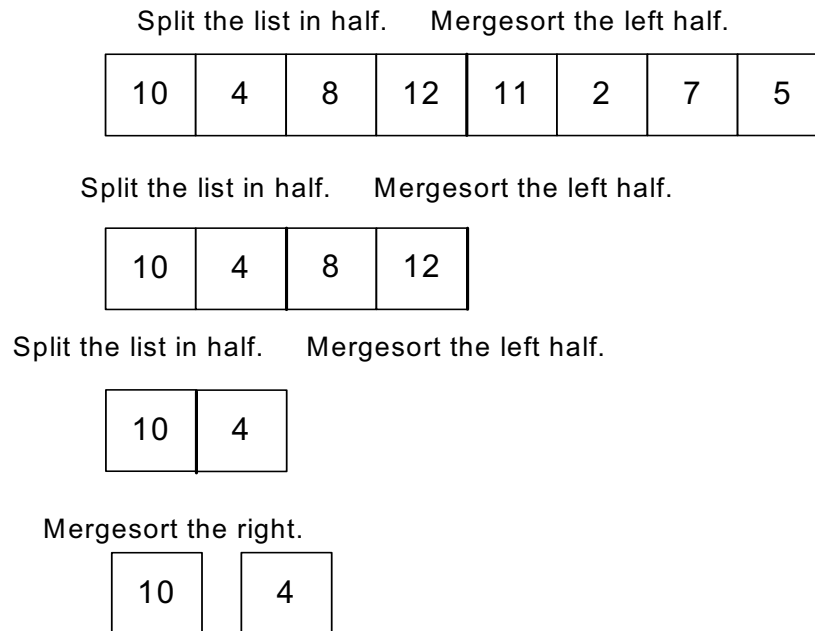 Split the list in half. Mergesort the left half.
10 4 8 12 11 2 7 5
Split the list in half. Mergesort the left half.
10 4 8 12
Split the list in half. Mergesort the left half.
10 4
Mergesort the right.
10 4